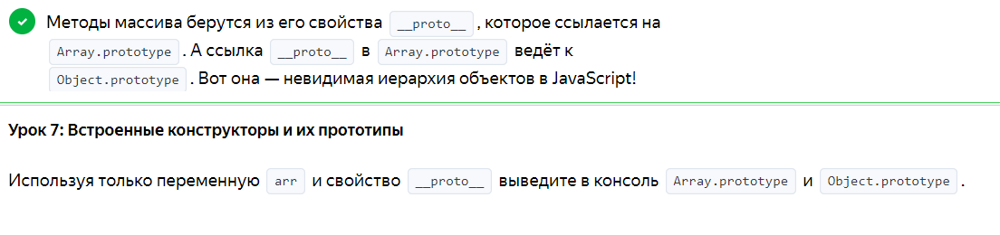 Методы массива берутся из его свойства __proto__ , которое ссылается на
Array.prototype . А ссылка __proto__ в Array.prototype ведёт к
Object.prototype . Вот она — невидимая иерархия объектов в JavaScript!
Урок 7: Встроенные конструкторы и их прототипы
Используя только переменную arr и свойство __proto__ выведите в консоль Array.prototype и Object.prototype .